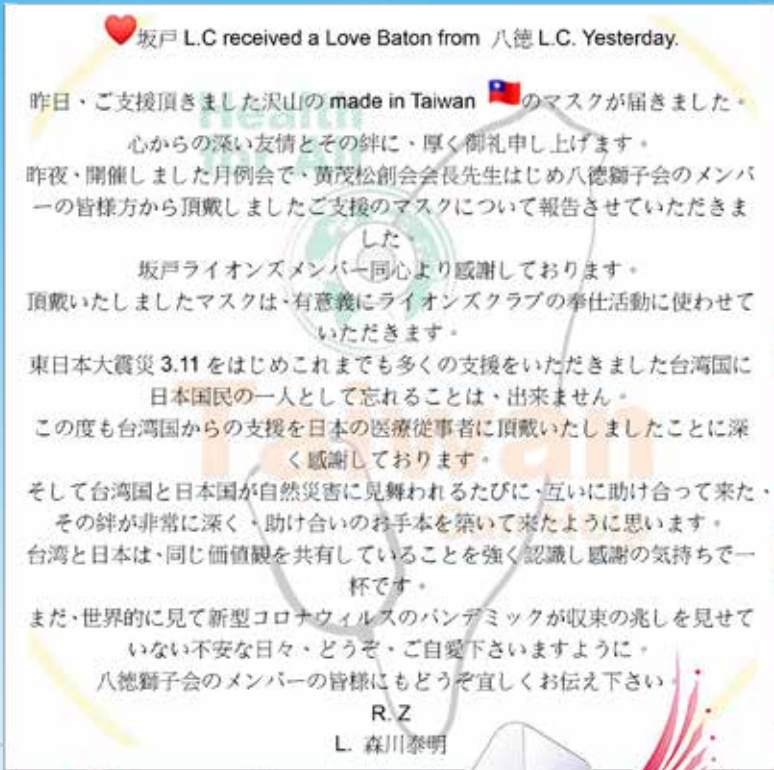 ❤️坂戸 L.C received a Love Baton from 八徳 L.C. Yesterday.
昨日、ご支援頂きました沢山の made in Taiwan 🇹🇼のマスクが届きました。
心からの深い友情とその絆に、厚く御礼申し上げます。
昨夜、開催しました月例会で、黄茂松創会会長先生はじめ八徳獅子会のメンバ
ーの皆様方から頂戴しましたご支援のマスクについて報告させていただきま
した。
坂戸ライオンズメンバー同心より感謝しております。
頂戴いたしましたマスクは、有意義にライオンズクラブの奉仕活動に使わせて
いただきます。
東日本大震災 3.11 をはじめこれまでも多くの支援をいただきました台湾国に
日本国民の一人として忘れることは、出来ません。
この度も台湾国からの支援を日本の医療従事者に頂戴いたしましたことに深
く感謝しております。
そして台湾国と日本国が自然災害に見舞われるたびに、互いに助け合って来た、
その絆が非常に深く、助け合いのお手本を築いて来たように思います。
台湾と日本は、同じ価値観を共有していることを強く認識し感謝の気持ちで一
杯です。
まだ、世界的に見て新型コロナウィルスのパンデミックが収束の兆しを見せて
いない不安な日々、どうぞ、ご自愛下さいますように。
八徳獅子会のメンバーの皆様にもどうぞ宜しくお伝え下さい。
R. Z
L. 森川泰明
Health
for All
Taiwan